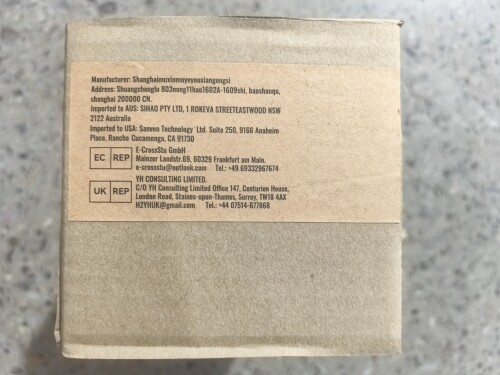 Manufacturer: Shanghaimuxinmuyeyouxiangongsi
Address: Shuangchenglu 803nong11hao1602A-1609shi, baoshanqu,
shanghai 200000 CN.
Imported to AUS: SIHAO PTY LTD, 1 ROKEVA STREETEASTWOOD NSW
2122 Australia
Imported to USA: Sanven Technology Ltd. Suite 250, 9166 Anaheim
Place, Rancho Cucamonga, CA 91730
EC REP
E-CrossStu GmbH
Mainzer Landstr.69, 60329 Frankfurt am Main.
e-crossstu@outlook.com Tel.: +49 69332967674
UK REP
YH CONSULTING LIMITED.
C/O YH Consulting Limited Office 147, Centurion House,
London Road, Staines-upon-Thames, Surrey, TW18 4AX
H2YHUK@gmail.com Tel.: +44 07514-677868